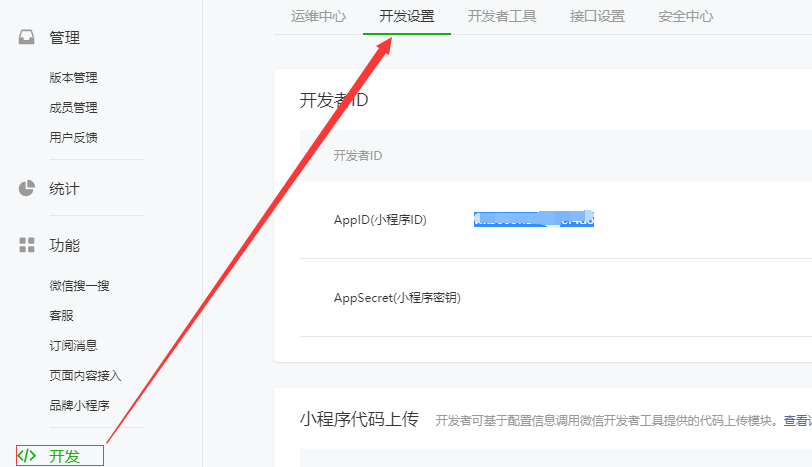 运维中心 开发设置 开发者工具 接口设置 安全中心
管理
版本管理
成员管理
用户反馈
统计
功能
微信搜一搜
客服
订阅消息
页面内容接入
品牌小程序
</> 开发
开发者ID
开发者ID
AppID(小程序ID)
AppSecret(小程序密钥)
小程序代码上传 开发者可基于配置信息调用微信开发者工具提供的代码上传模块。查看